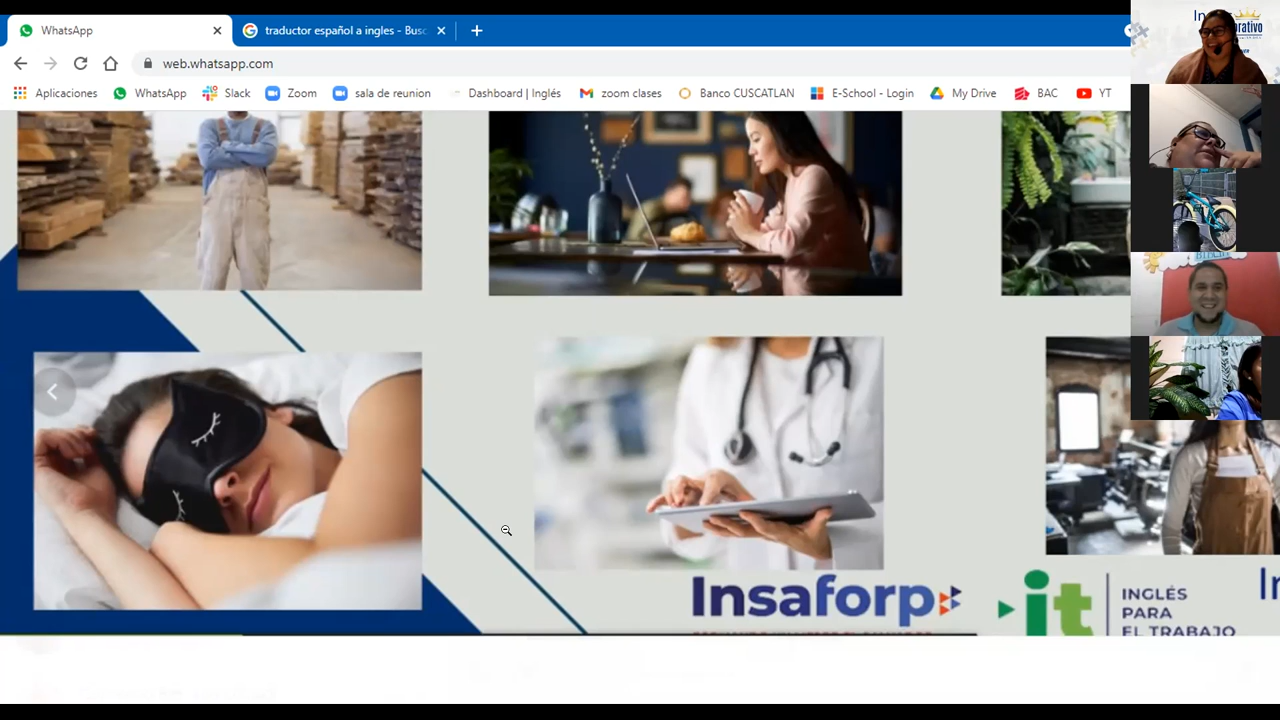 WhatsApp
traductor español a ingles - Busc
web.whatsapp.com
Aplicaciones
WhatsApp
Slack
Zoom
sala de reunion
Dashboard | Inglés
zoom clases
Banco CUSCATLAN
E-School - Login
My Drive
BAC
YT
Insaforp
it
INGLÉS
PARA
EL TRABAJO